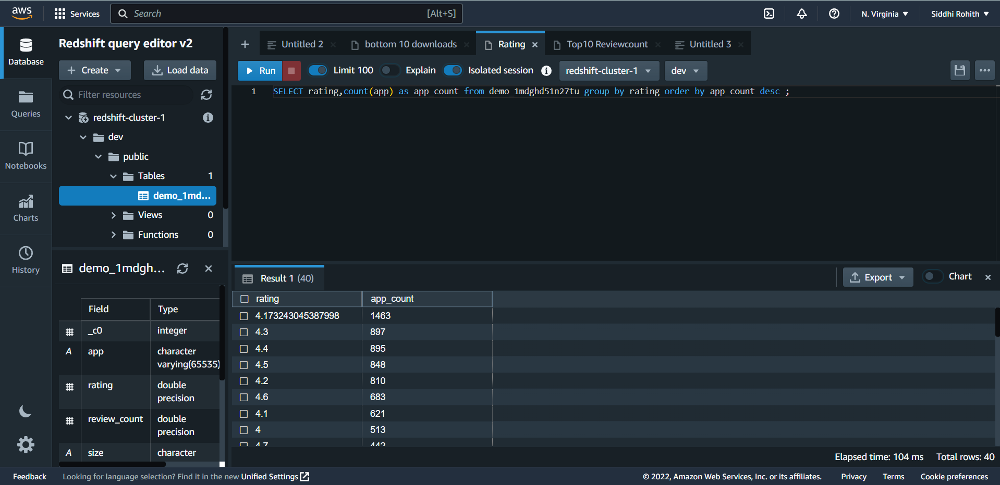 aws Services Search [Alt+S] N. Virginia Siddhi Rohith
Database
Queries
Notebooks
Charts
History
Redshift query editor v2
Create Load data
Filter resources
redshift-cluster-1
dev
public
Tables 1
demo_1md...
Views 0
Functions 0
demo_1mdgh...
Field Type
_c0 integer
app character varying(65535)
rating double precision
review_count double precision
size character
Untitled 2 bottom 10 downloads Rating Top10 Reviewcount Untitled 3
Run Limit 100 Explain Isolated session redshift-cluster-1 dev
1 SELECT rating,count(app) as app_count from demo_1mdghd51n27tu group by rating order by app_count desc ;
Result 1 (40) Export Chart
rating app_count
4.173243045387998 1463
4.3 897
4.4 895
4.5 848
4.2 810
4.6 683
4.1 621
4 513
4.7 442
Elapsed time: 104 ms Total rows: 40
Feedback Looking for language selection? Find it in the new Unified Settings © 2022, Amazon Web Services, Inc. or its affiliates. Privacy Terms Cookie preferences